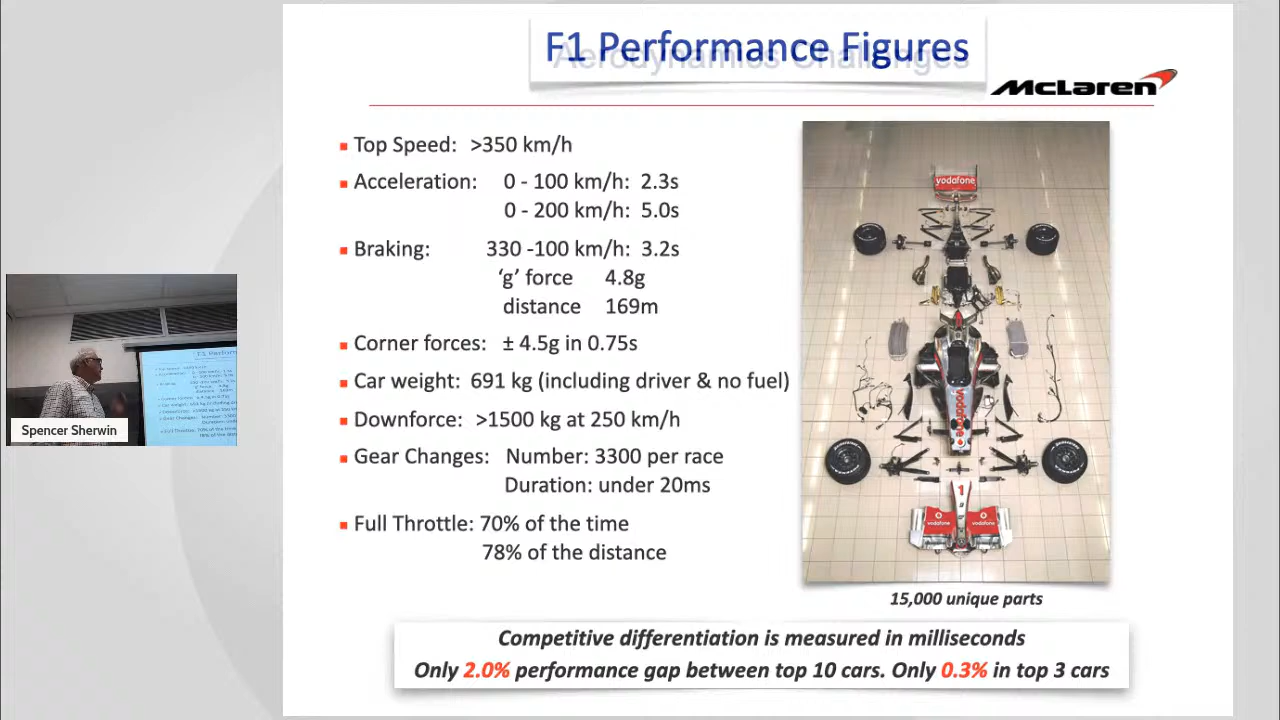 F1 Performance Figures
Aerodynamics Challenges
McLaren
Top Speed: >350 km/h
Acceleration: 0 - 100 km/h: 2.3s
0 - 200 km/h: 5.0s
Braking: 330 -100 km/h: 3.2s
‘g’ force 4.8g
distance 169m
Corner forces: ± 4.5g in 0.75s
Car weight: 691 kg (including driver & no fuel)
Downforce: >1500 kg at 250 km/h
Gear Changes: Number: 3300 per race
Duration: under 20ms
Full Throttle: 70% of the time
78% of the distance
vodafone
vodafone
1
vodafone
vodafone
15,000 unique parts
Competitive differentiation is measured in milliseconds
Only 2.0% performance gap between top 10 cars. Only 0.3% in top 3 cars
Spencer Sherwin